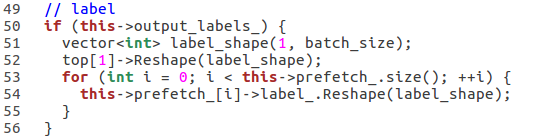 49 // label
50 if (this->output_labels_) {
51 vector<int> label_shape(1, batch_size);
52 top[1]->Reshape(label_shape);
53 for (int i = 0; i < this->prefetch_.size(); ++i) {
54 this->prefetch_[i]->label_.Reshape(label_shape);
55 }
56 }